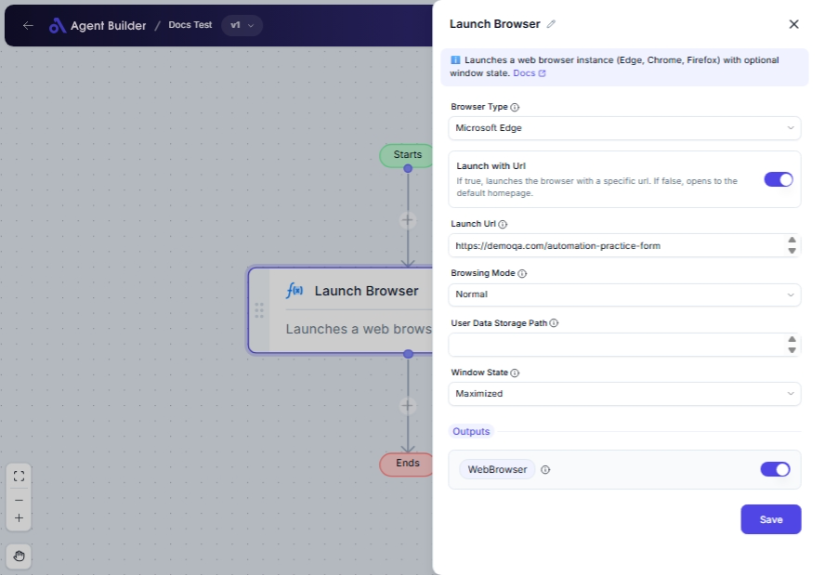 Agent Builder / Docs Test v1
Starts
Launch Browser
Launches a web brows
Ends
Launch Browser
Launches a web browser instance (Edge, Chrome, Firefox) with optional
window state. Docs
Browser Type
Microsoft Edge
Launch with Url
If true, launches the browser with a specific url. If false, opens to the
default homepage.
Launch Url
https://demoqa.com/automation-practice-form
Browsing Mode
Normal
User Data Storage Path
Window State
Maximized
Outputs
WebBrowser
Save